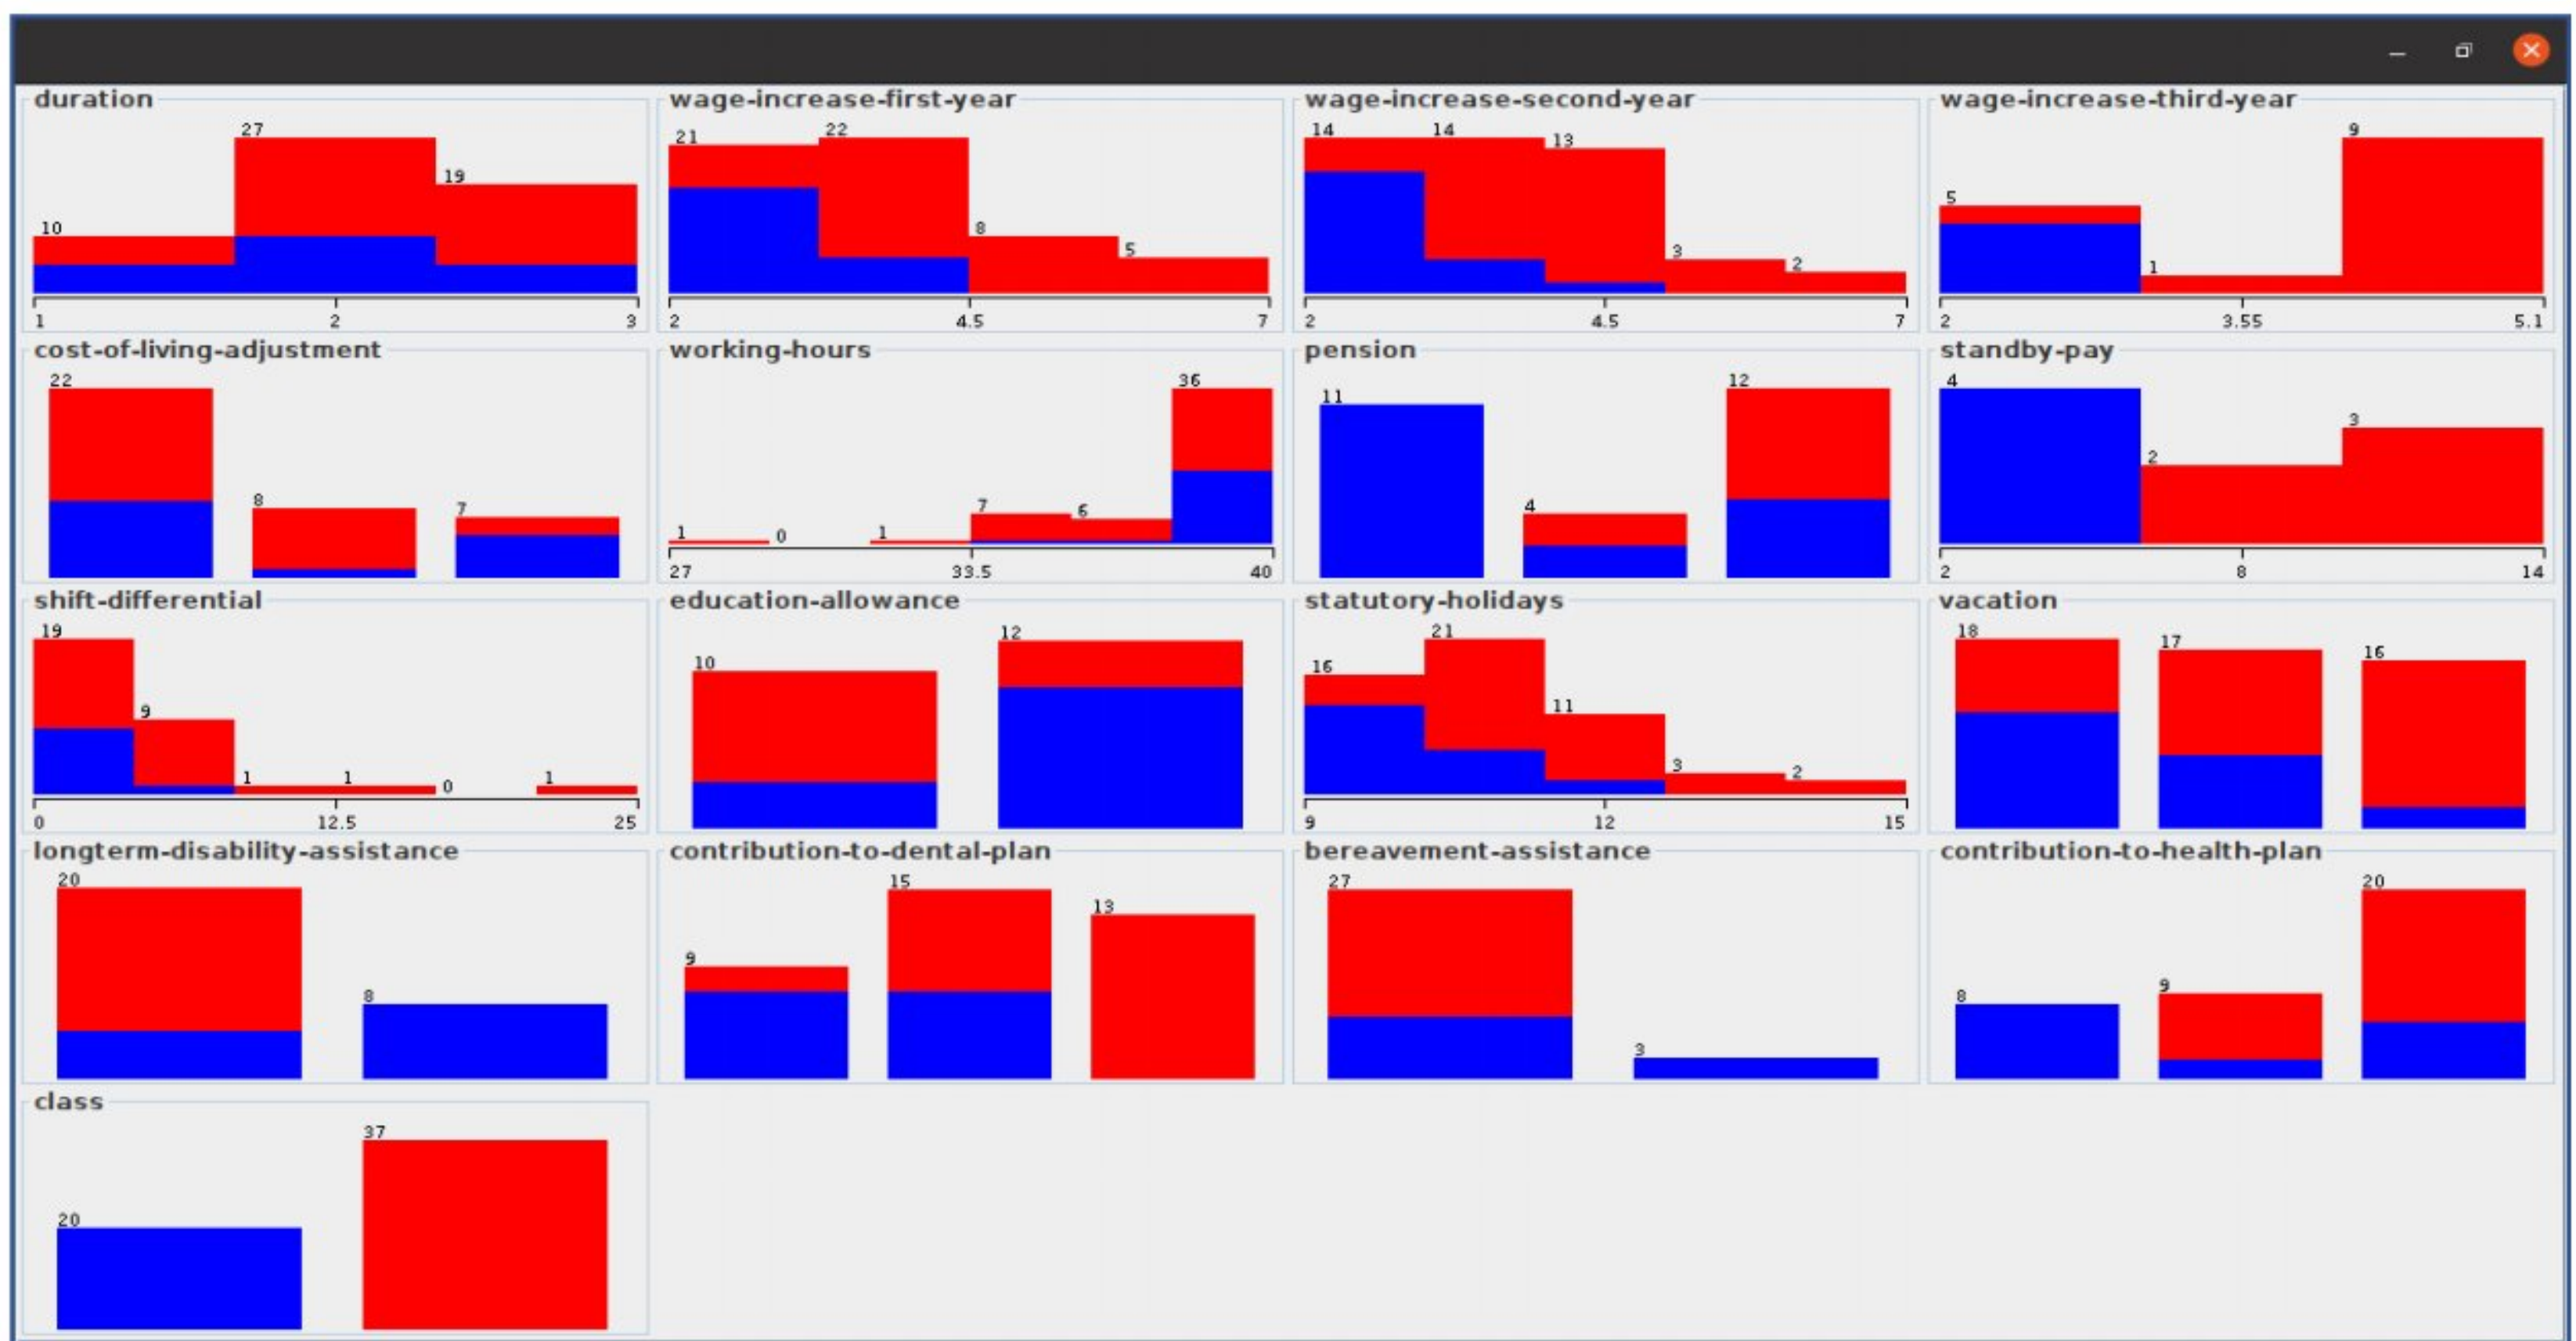 duration wage-increase-first-year wage-increase-second-year wage-increase-third-year
10 27 19
21 22 8 5
14 14 13 3 2
5 1 9
1 2 3
2 4.5 7
2 4.5 7
2 3.55 5.1
cost-of-living-adjustment working-hours pension standby-pay
22 8 7
1 0 1 7 6 36
11 4 12
4 2 3
27 33.5 40
2 8 14
shift-differential education-allowance statutory-holidays vacation
19 9 1 1 0 1
10 12
16 21 11 3 2
18 17 16
0 12.5 25
9 12 15
longterm-disability-assistance contribution-to-dental-plan bereavement-assistance contribution-to-health-plan
20 8
9 15 13
27 3
8 9 20
class
20 37